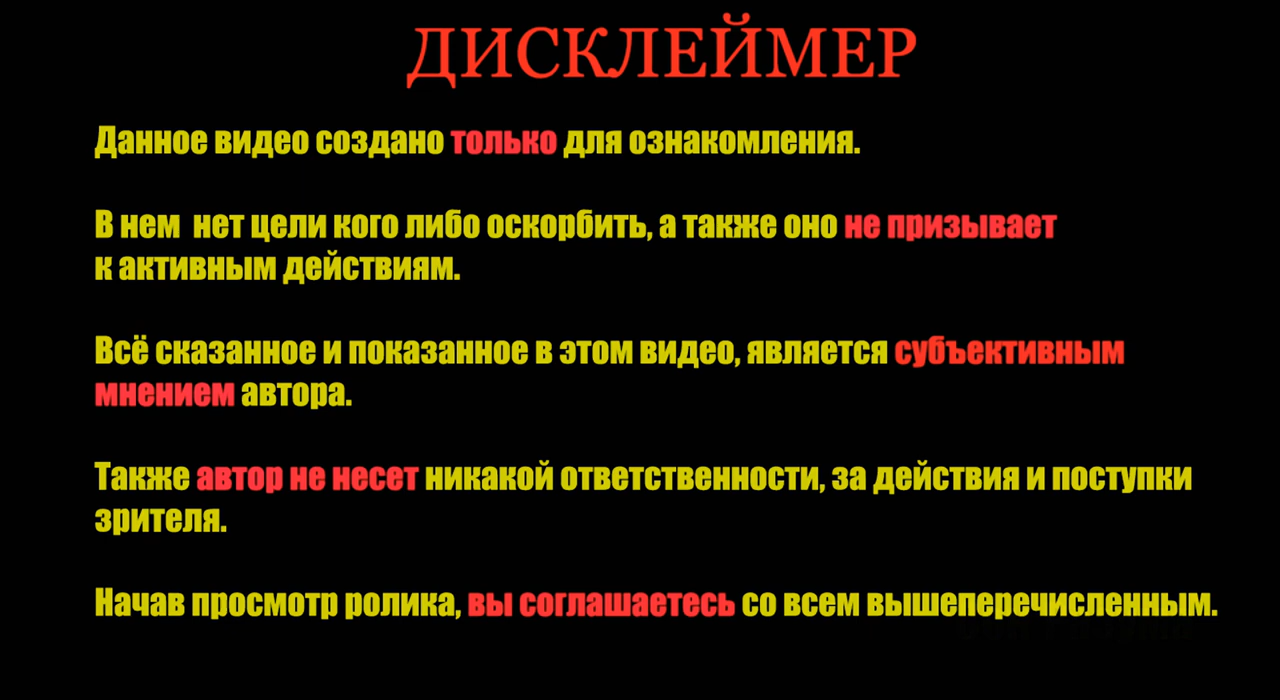 ДИСКЛЕЙМЕР
Данное видео создано только для ознакомления.
В нем нет цели кого либо оскорбить, а также оно не призывает
к активным действиям.
Всё сказанное и показанное в этом видео, является субъективным
мнением автора.
Также автор не несет никакой ответственности, за действия и поступки
зрителя.
Начав просмотр ролика, вы соглашаетесь со всем вышеперечисленным.